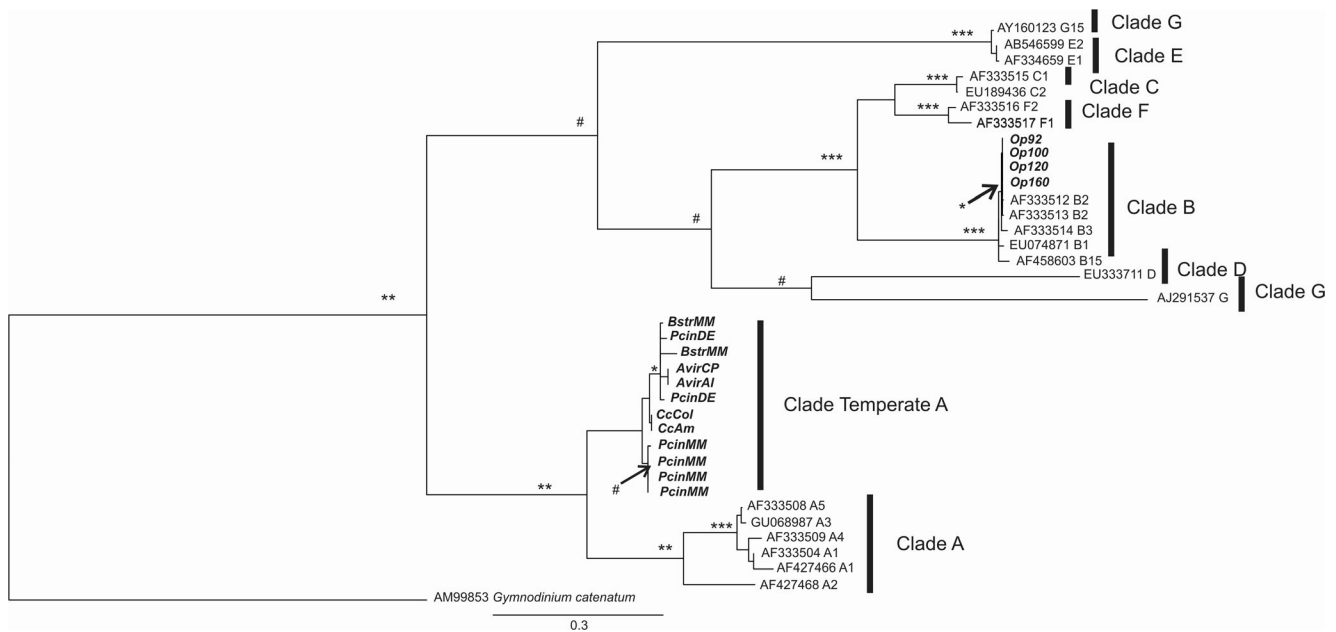 AY160123 G15
Clade G
***
AB546599 E2
AF334659 E1
Clade E
AF333515 C1
***
EU189436 C2
Clade C
AF333516 F2
***
AF333517 F1
Clade F
#
Op92
Op100
Op120
Op160
***
*
AF333512 B2
AF333513 B2
AF333514 B3
EU074871 B1
AF458603 B15
***
Clade B
#
EU333711 D
Clade D
#
AJ291537 G
Clade G
**
BstrMM
PcinDE
BstrMM
*
AvirCP
AvirAI
PcinDE
CcCol
CcAm
PcinMM
PcinMM
PcinMM
PcinMM
#
Clade Temperate A
**
AF333508 A5
***
GU068987 A3
AF333509 A4
AF333504 A1
AF427466 A1
**
AF427468 A2
Clade A
AM99853 Gymnodinium catenatum
0.3